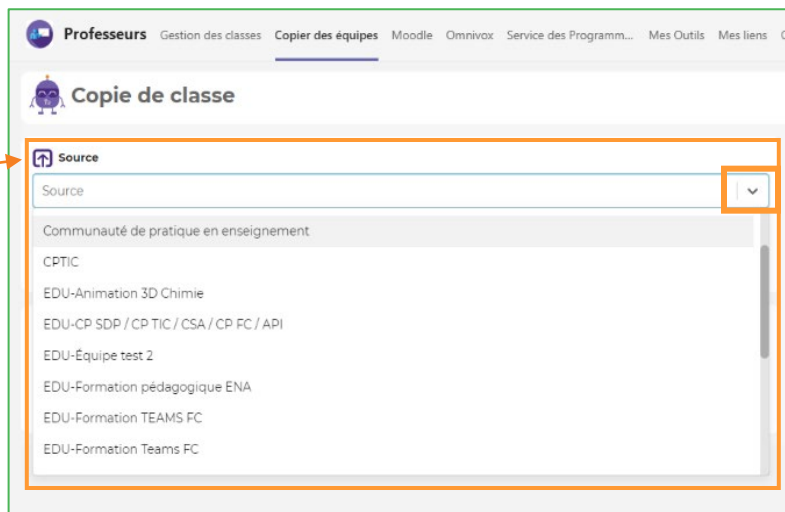 Professeurs Gestion des classes Copier des équipes Moodle Omnivox Service des Programm... Mes Outils Mes liens
Copie de classe
Source
Source
Communauté de pratique en enseignement
CPTIC
EDU-Animation 3D Chimie
EDU-CP SDP / CP TIC / CSA / CP FC / API
EDU-Équipe test 2
EDU-Formation pédagogique ENA
EDU-Formation TEAMS FC
EDU-Formation Teams FC